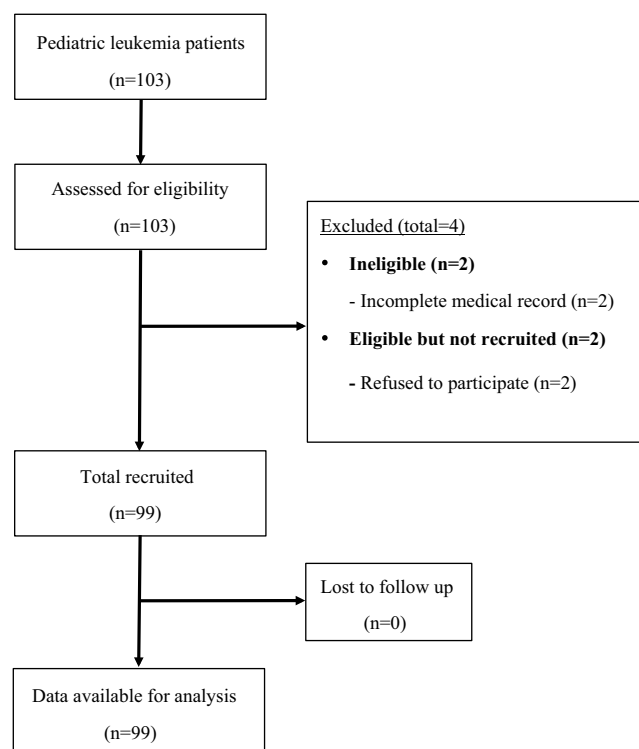 Pediatric leukemia patients
(n=103)
Assessed for eligibility
(n=103)
Excluded (total=4)
• Ineligible (n=2)
- Incomplete medical record (n=2)
• Eligible but not recruited (n=2)
- Refused to participate (n=2)
Total recruited
(n=99)
Lost to follow up
(n=0)
Data available for analysis
(n=99)